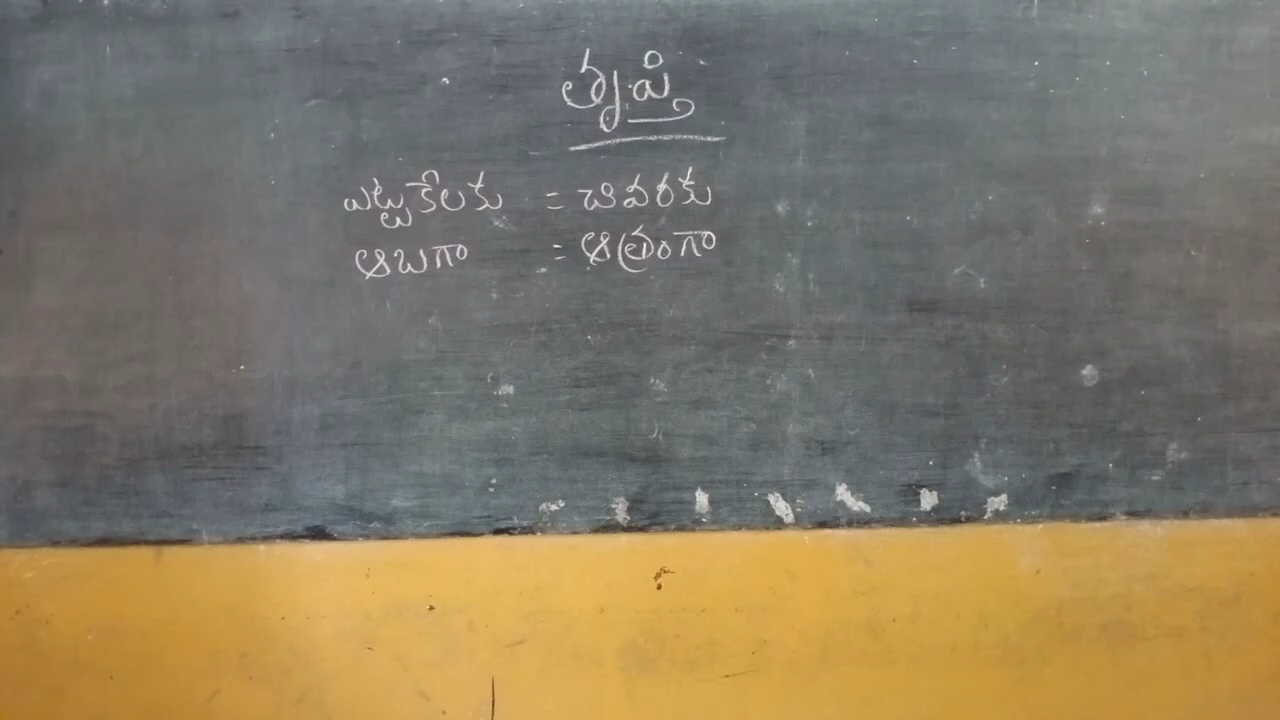 తృప్తి
ఎట్టకేలకు = చివరకు
ఆబగా = ఆత్రంగా